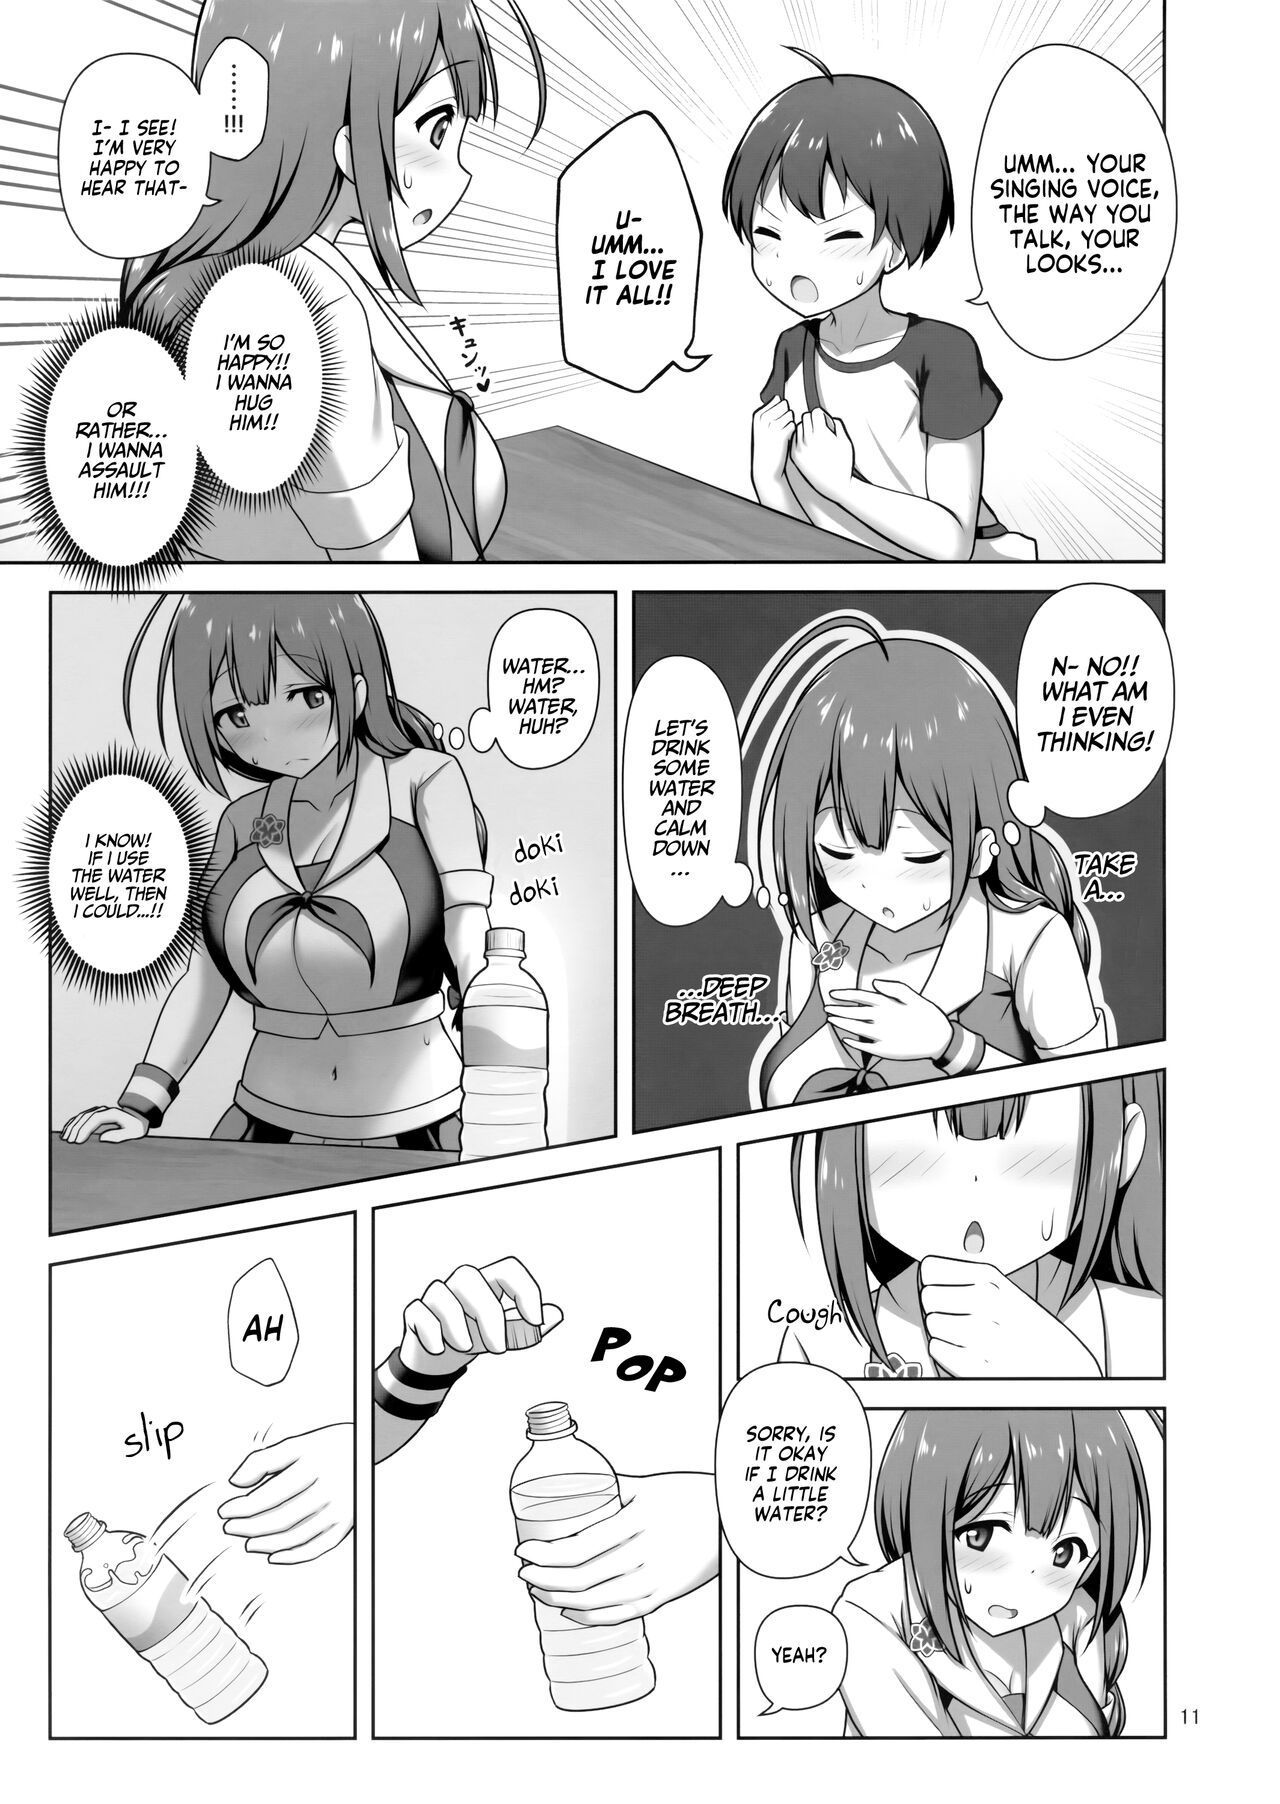 UMM... YOUR
SINGING VOICE,
THE WAY YOU
TALK, YOUR
LOOKS...
U-
UMM...
I LOVE
IT ALL!!
.......
!!!
I- I SEE!
I'M VERY
HAPPY TO
HEAR THAT-
キュンッ♥
I'M SO
HAPPY!!
I WANNA
HUG
HIM!!
OR
RATHER...
I WANNA
ASSAULT
HIM!!!
N- NO!!
WHAT AM
I EVEN
THINKING!
TAKE
A...
...DEEP
BREATH...
LET'S
DRINK
SOME
WATER
AND
CALM
DOWN
...
WATER...
HM?
WATER,
HUH?
doki
doki
I KNOW!
IF I USE
THE WATER
WELL, THEN
I COULD...!!
Cough
SORRY, IS
IT OKAY
IF I DRINK
A LITTLE
WATER?
YEAH?
POP
AH
slip
11